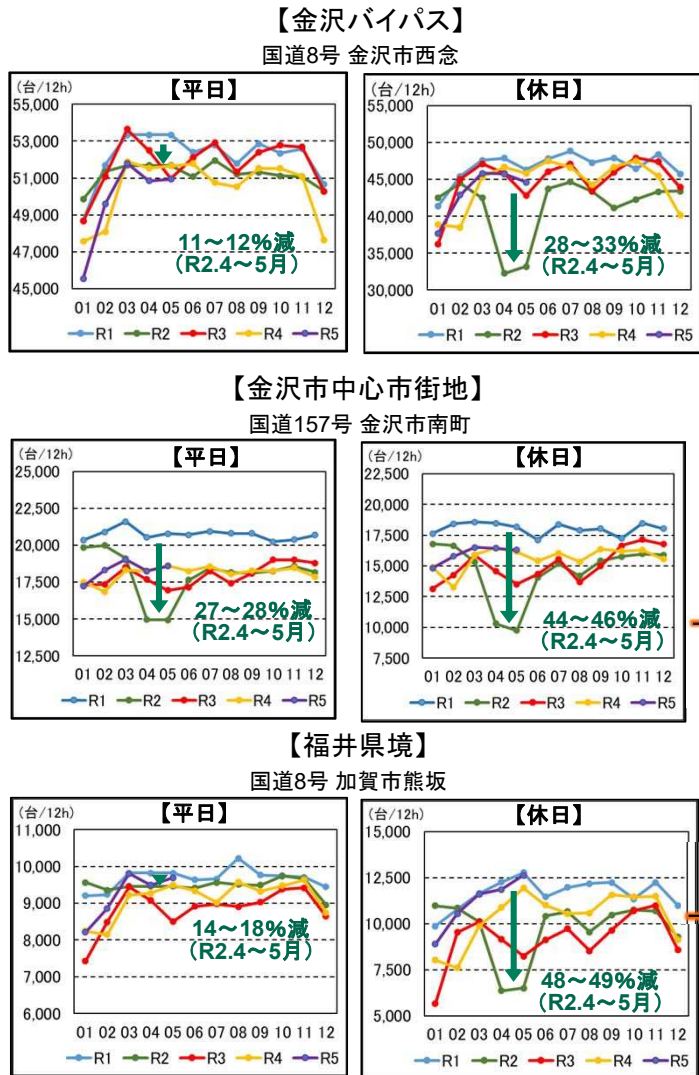 【金沢バイパス】
国道8号 金沢市西念
(台/12h)
【平日】
55,000
53,000
51,000
49,000
47,000
45,000
11～12%減
(R2.4～5月)
01 02 03 04 05 06 07 08 09 10 11 12
R1 R2 R3 R4 R5
(台/12h)
【休日】
55,000
50,000
45,000
40,000
35,000
30,000
28～33%減
(R2.4～5月)
01 02 03 04 05 06 07 08 09 10 11 12
R1 R2 R3 R4 R5
【金沢市中心市街地】
国道157号 金沢市南町
(台/12h)
【平日】
25,000
22,500
20,000
17,500
15,000
12,500
27～28%減
(R2.4～5月)
01 02 03 04 05 06 07 08 09 10 11 12
R1 R2 R3 R4 R5
(台/12h)
【休日】
22,500
20,000
17,500
15,000
12,500
10,000
7,500
44～46%減
(R2.4～5月)
01 02 03 04 05 06 07 08 09 10 11 12
R1 R2 R3 R4 R5
【福井県境】
国道8号 加賀市熊坂
(台/12h)
【平日】
11,000
10,000
9,000
8,000
7,000
6,000
14～18%減
(R2.4～5月)
01 02 03 04 05 06 07 08 09 10 11 12
R1 R2 R3 R4 R5
(台/12h)
【休日】
15,000
12,500
10,000
7,500
5,000
48～49%減
(R2.4～5月)
01 02 03 04 05 06 07 08 09 10 11 12
R1 R2 R3 R4 R5